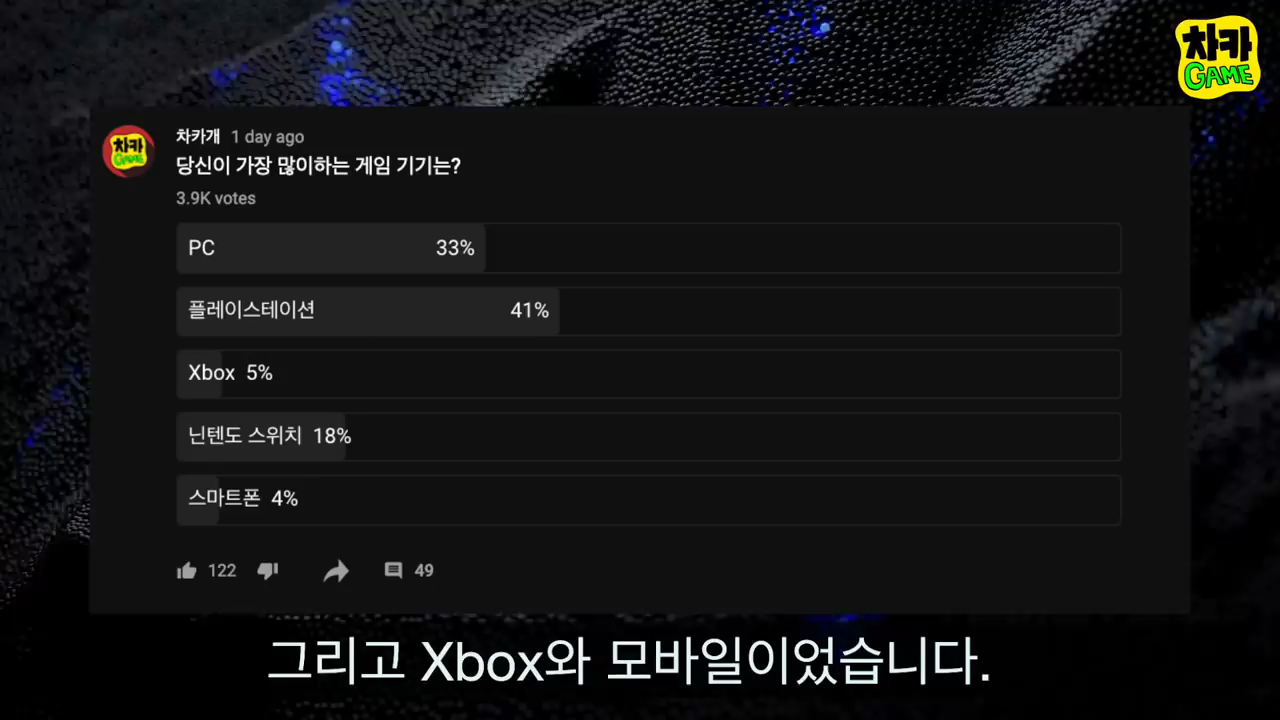 차카
GAME
차카
GAME
차카개 1 day ago
당신이 가장 많이하는 게임 기기는?
3.9K votes
PC 33%
플레이스테이션 41%
Xbox 5%
닌텐도 스위치 18%
스마트폰 4%
122 49
그리고 Xbox와 모바일이었습니다.